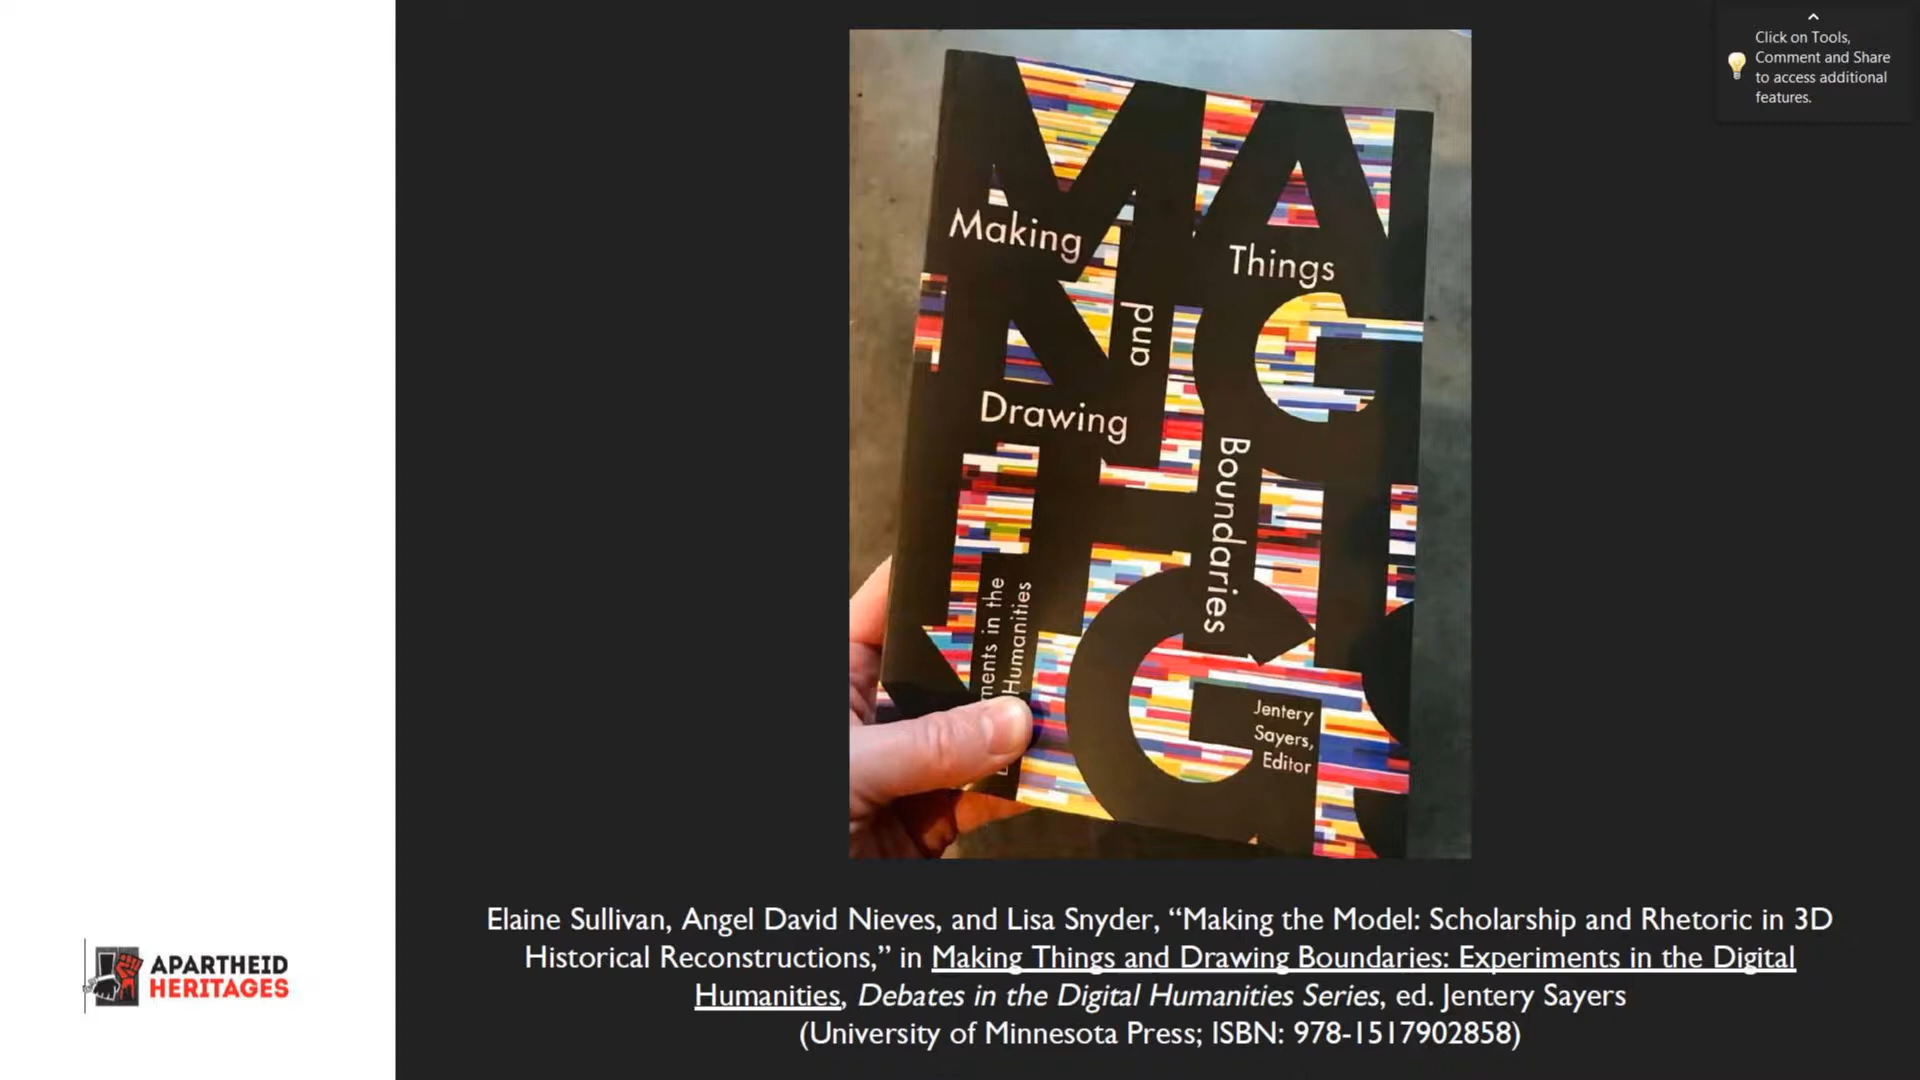 Click on Tools,
Comment and Share
to access additional
features.
Making
Things
and
Drawing
Boundaries
ments in the
Humanities
Jentery
Sayers,
Editor
Elaine Sullivan, Angel David Nieves, and Lisa Snyder, “Making the Model: Scholarship and Rhetoric in 3D
Historical Reconstructions,” in Making Things and Drawing Boundaries: Experiments in the Digital
Humanities, Debates in the Digital Humanities Series, ed. Jentery Sayers
(University of Minnesota Press; ISBN: 978-1517902858)
APARTHEID
HERITAGES